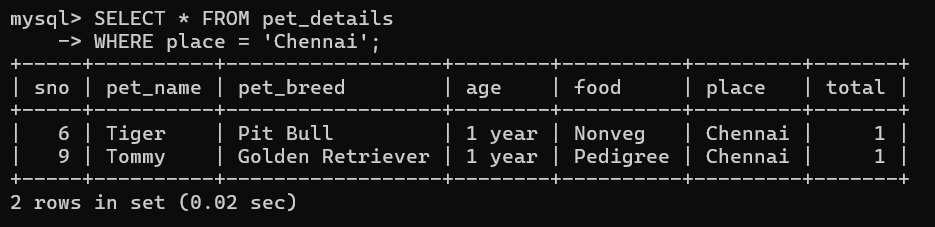 mysql> SELECT * FROM pet_details
    -> WHERE place = 'Chennai';
+-----+----------+------------------+--------+----------+---------+-------+
| sno | pet_name | pet_breed        | age    | food     | place   | total |
+-----+----------+------------------+--------+----------+---------+-------+
|   6 | Tiger    | Pit Bull         | 1 year | Nonveg   | Chennai |     1 |
|   9 | Tommy    | Golden Retriever | 1 year | Pedigree | Chennai |     1 |
+-----+----------+------------------+--------+----------+---------+-------+
2 rows in set (0.02 sec)